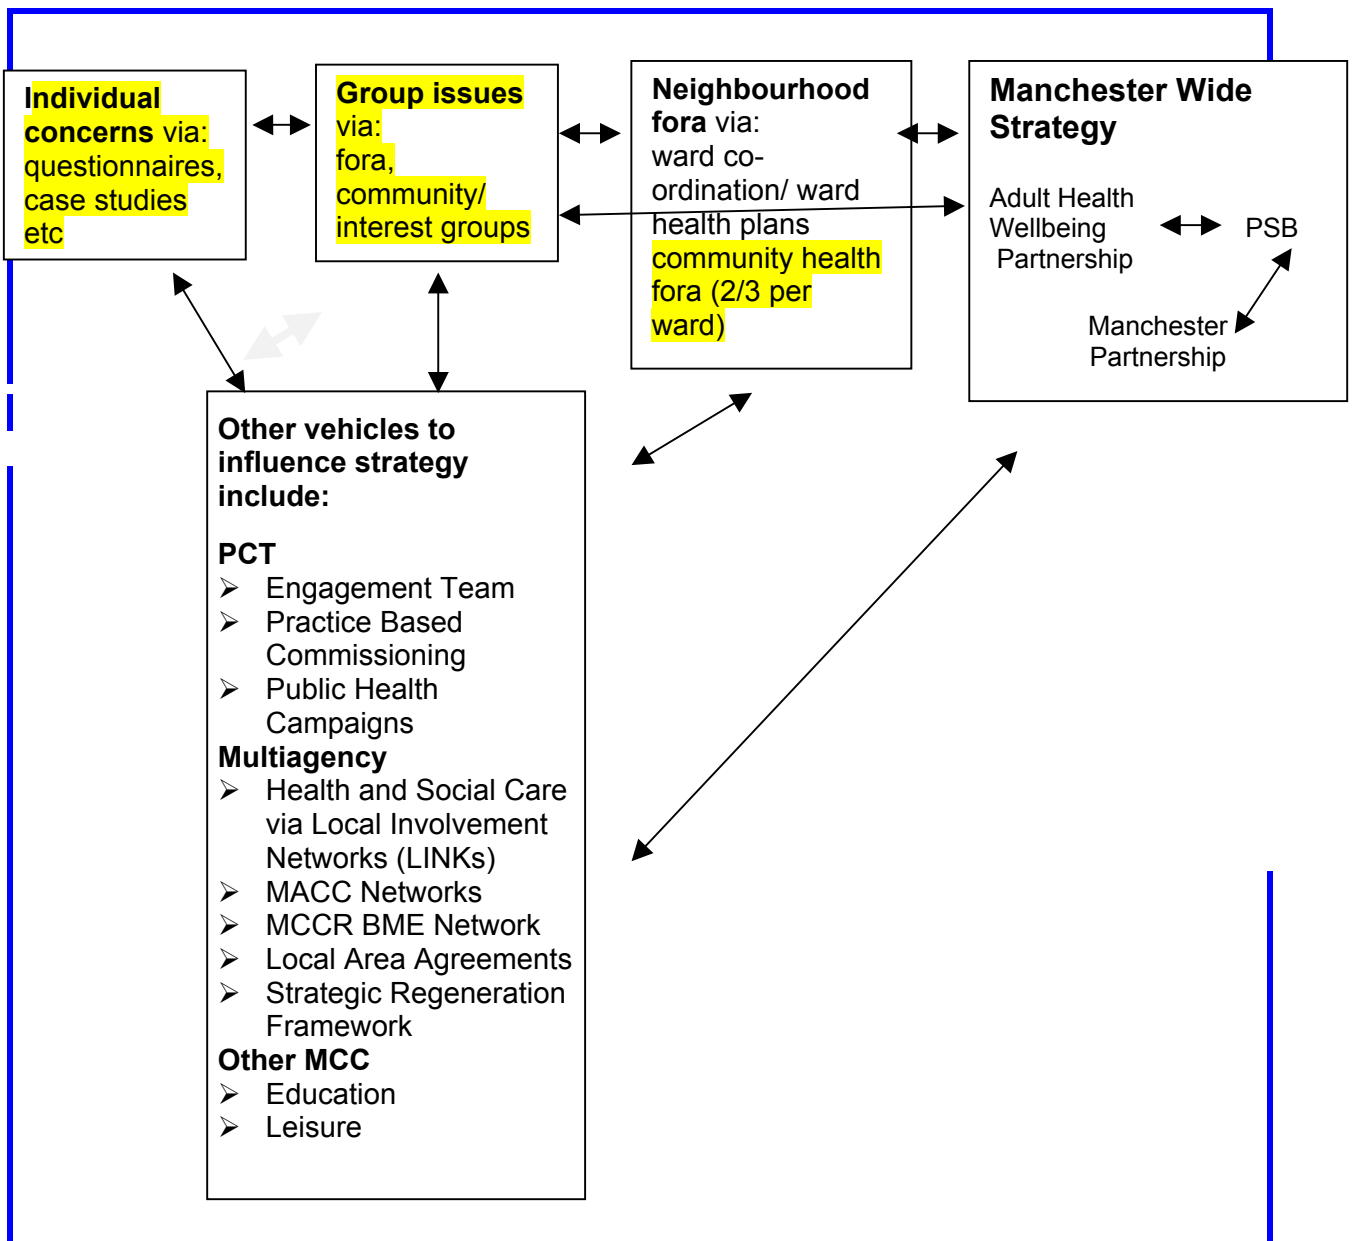 Individual
concerns via:
questionnaires,
case studies
etc
Group issues
via:
fora,
community/
interest groups
Neighbourhood
fora via:
ward co-
ordination/ ward
health plans
community health
fora (2/3 per
ward)
Manchester Wide
Strategy
Adult Health
Wellbeing
Partnership
PSB
Manchester
Partnership
Other vehicles to
influence strategy
include:
PCT
➢ Engagement Team
➢ Practice Based
Commissioning
➢ Public Health
Campaigns
Multiagency
➢ Health and Social Care
via Local Involvement
Networks (LINKs)
➢ MACC Networks
➢ MCCR BME Network
➢ Local Area Agreements
➢ Strategic Regeneration
Framework
Other MCC
➢ Education
➢ Leisure